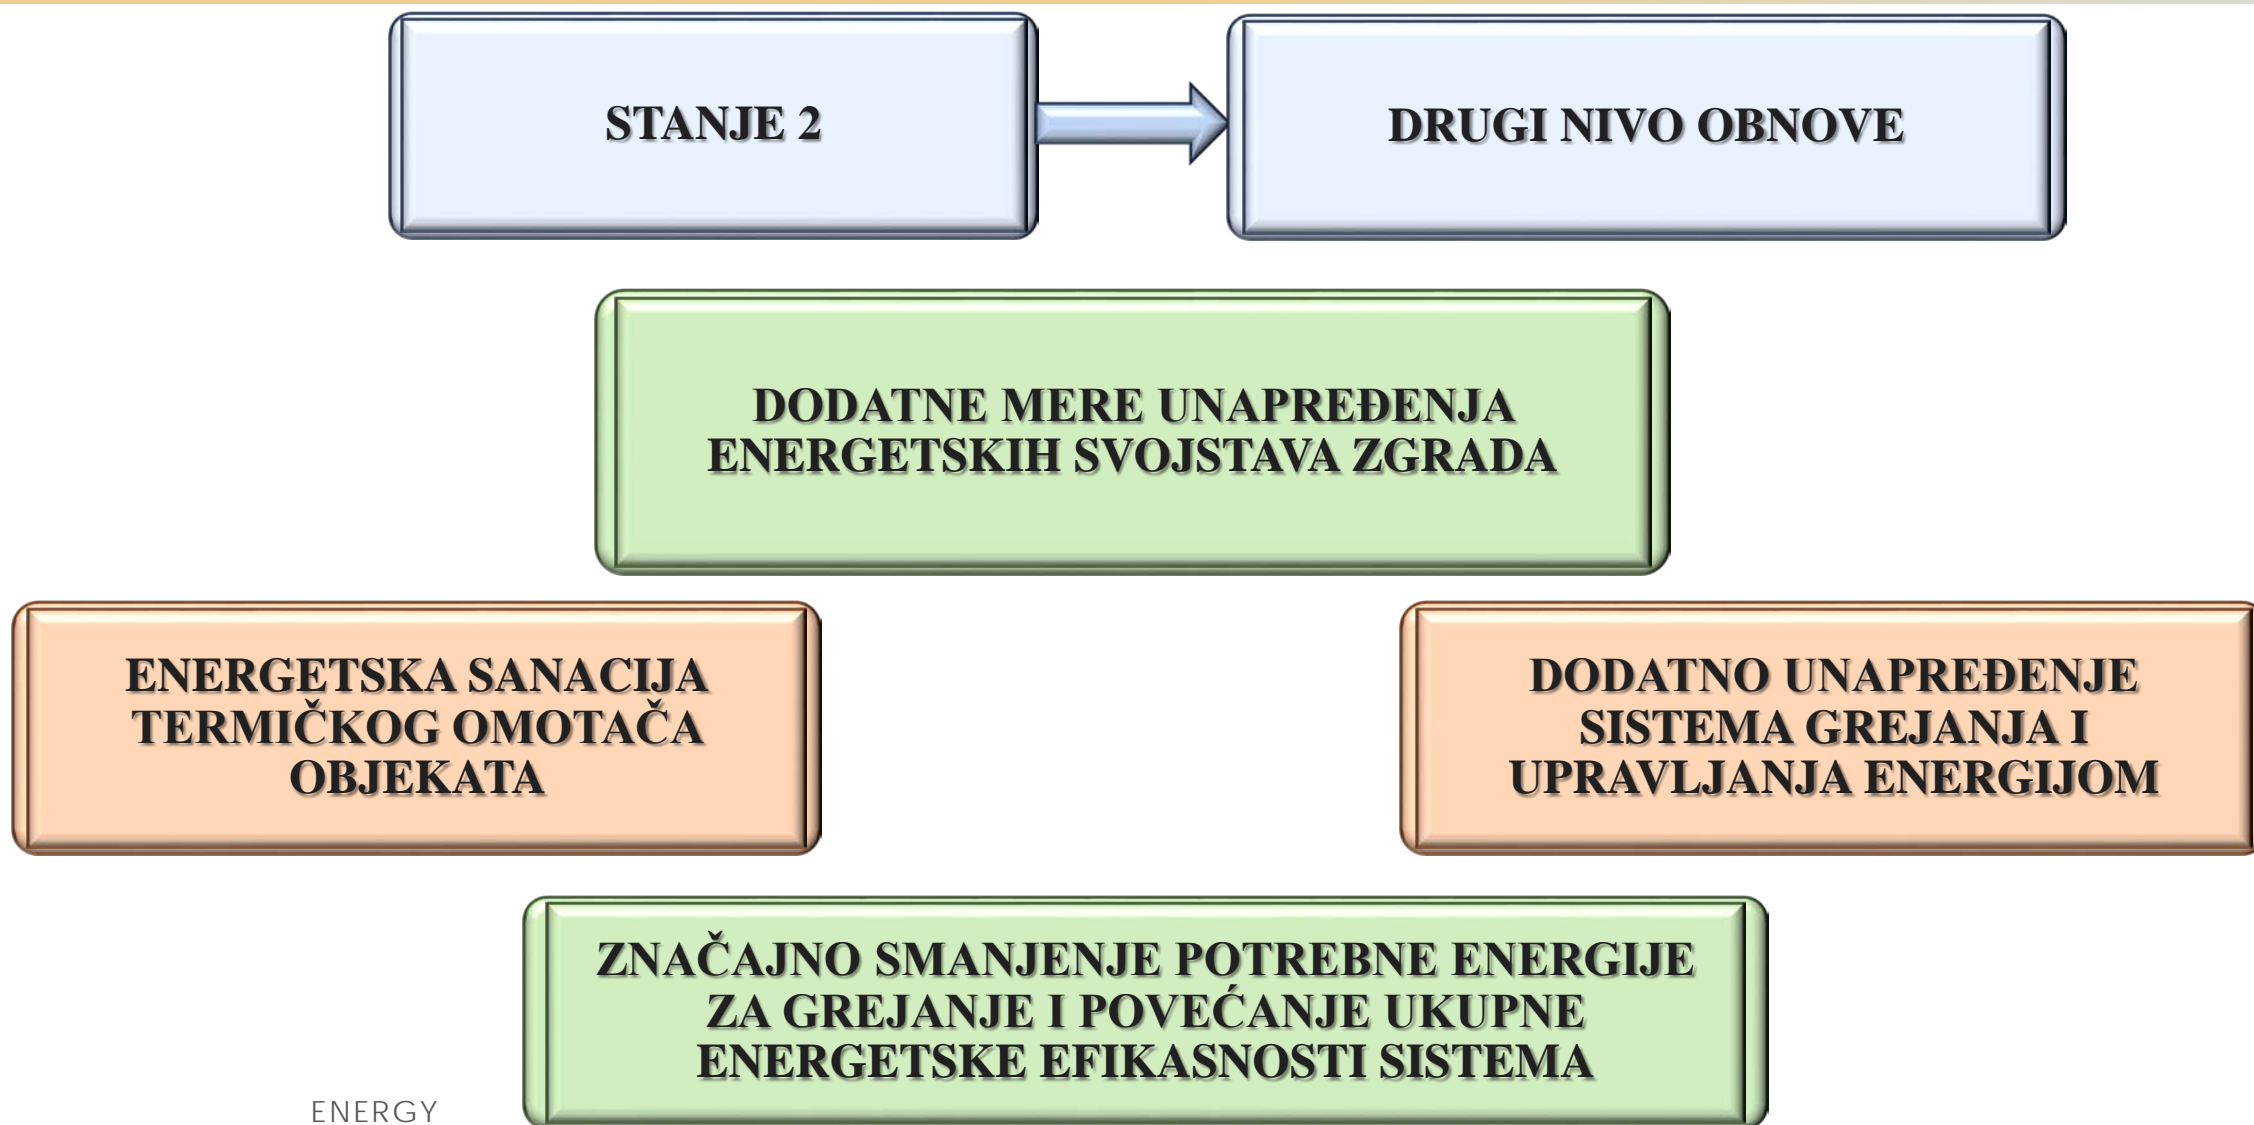 STANJE 2
DRUGI NIVO OBNOVE
DODATNE MERE UNAPREĐENJA
ENERGETSKIH SVOJSTAVA ZGRADA
ENERGETSKA SANACIJA
TERMIČKOG OMOTAČA
OBJEKATA
DODATNO UNAPREĐENJE
SISTEMA GREJANJA I
UPRAVLJANJA ENERGIJOM
ZNAČAJNO SMANJENJE POTREBNE ENERGIJE
ZA GREJANJE I POVEĆANJE UKUPNE
ENERGETSKE EFIKASNOSTI SISTEMA
ENERGY